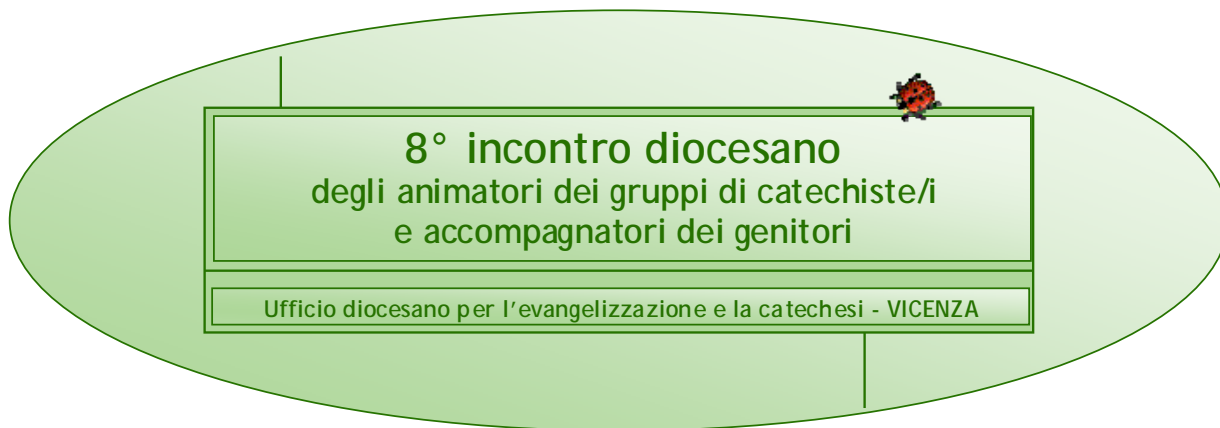 8° incontro diocesano
degli animatori dei gruppi di catechiste/i
e accompagnatori dei genitori
Ufficio diocesano per l'evangelizzazione e la catechesi - VICENZA